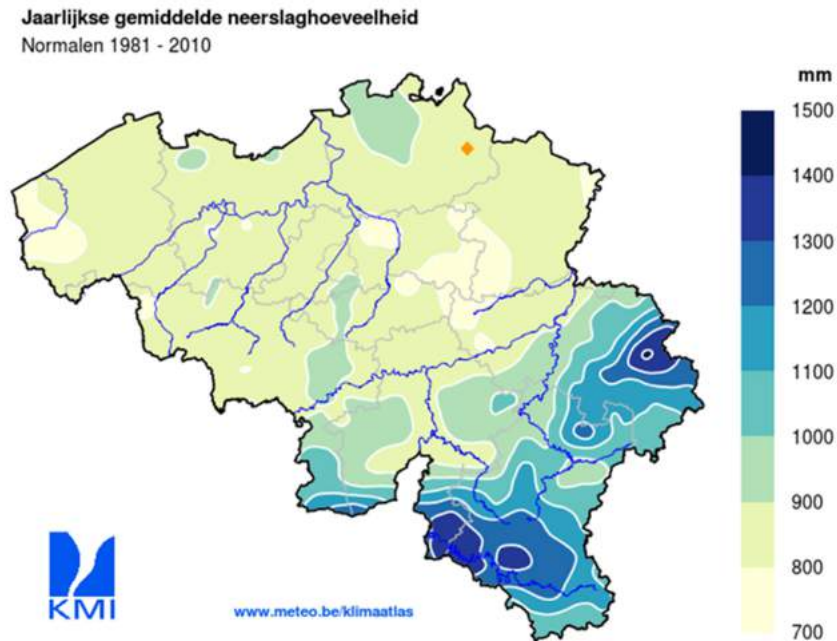 Jaarlijkse gemiddelde neerslaghoeveelheid
Normalen 1981 - 2010
mm
1500
1400
1300
1200
1100
1000
900
800
700
KMI
www.meteo.be/klimaatlas